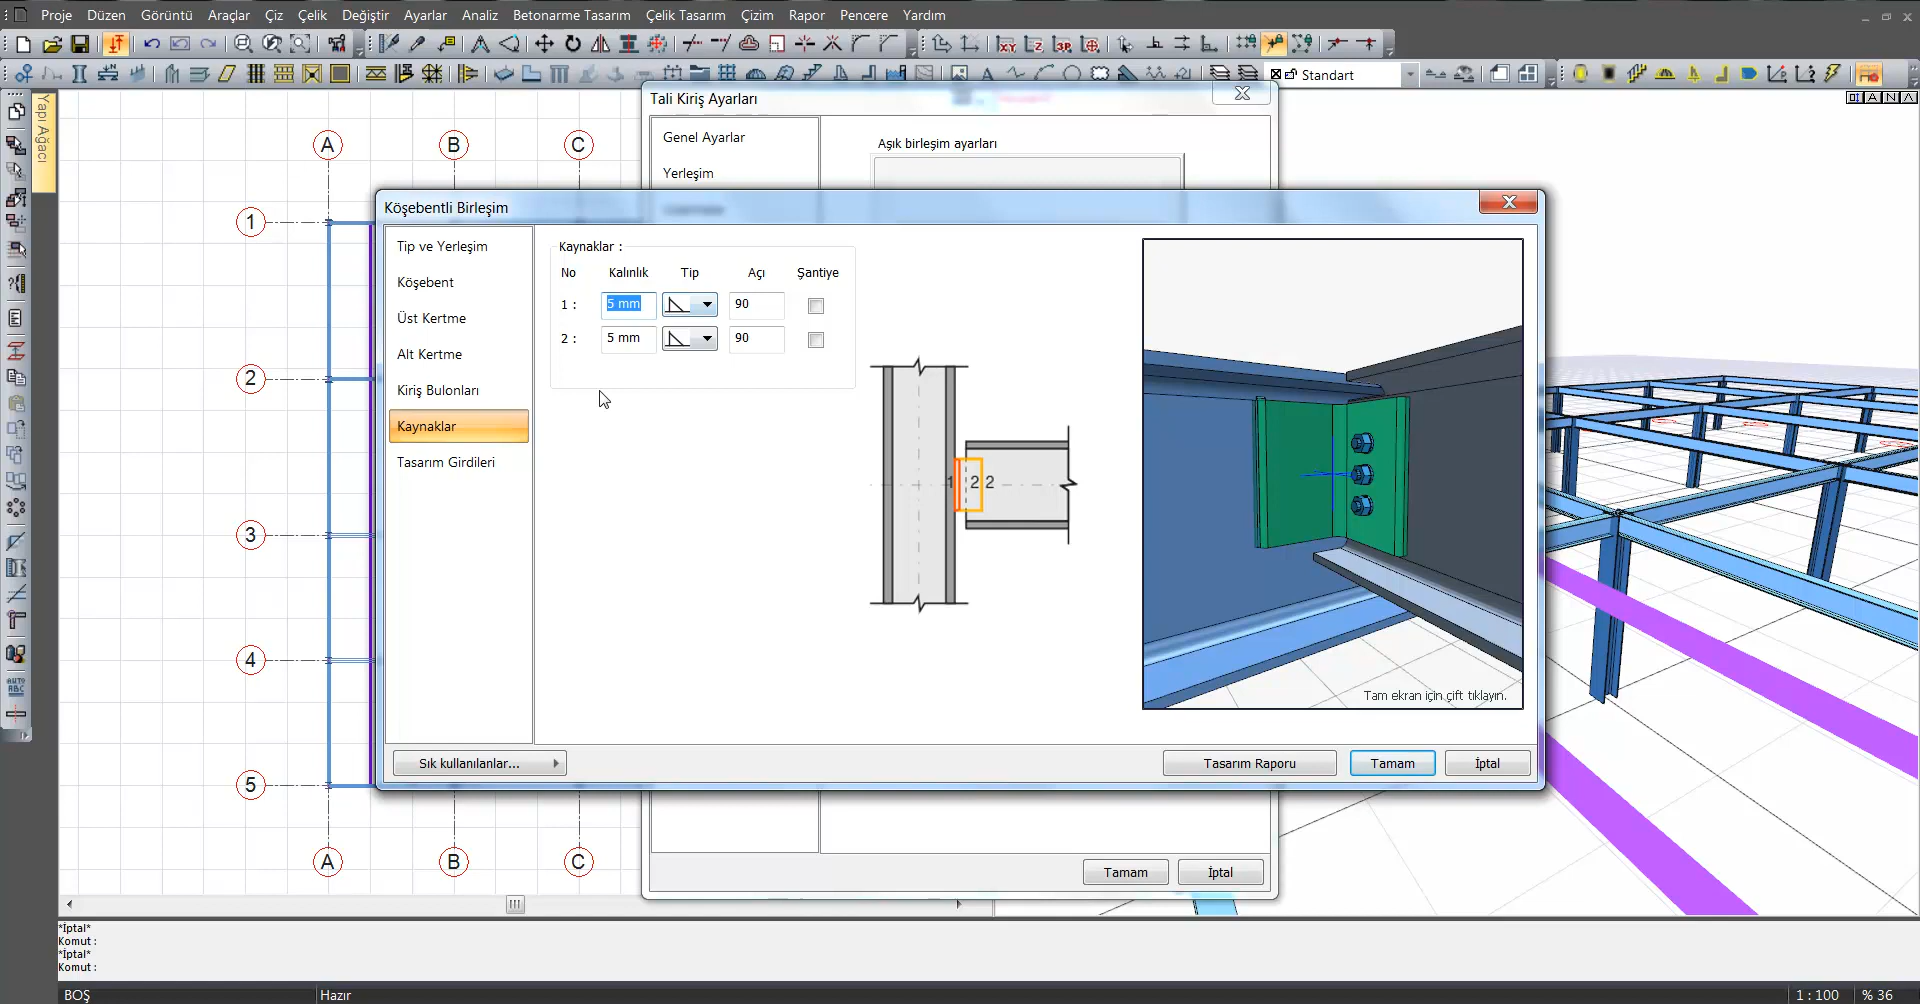 Proje Düzen Görüntü Araçlar Çiz Çelik Değiştir Ayarlar Analiz Betonarme Tasarım Çelik Tasarım Çizim Rapor Pencere Yardım
Standart
Yapı Ağacı
Tali Kiriş Ayarları
Genel Ayarlar
Yerleşim
Aşık birleşim ayarları
Köşebentli Birleşim
Tip ve Yerleşim
Köşebent
Üst Kertme
Alt Kertme
Kiriş Bulonları
Kaynaklar
Tasarım Girdileri
Kaynaklar :
No Kalınlık Tip Açı Şantiye
1 : 5 mm 90
2 : 5 mm 90
1 2 2
Tam ekran için çift tıklayın.
Sık kullanılanlar...
Tasarım Raporu
Tamam
İptal
Tamam
İptal
A B C
1
2
3
4
5
A B C
*İptal*
Komut :
*İptal*
Komut :
BOŞ
Hazır
1 : 100
% 36